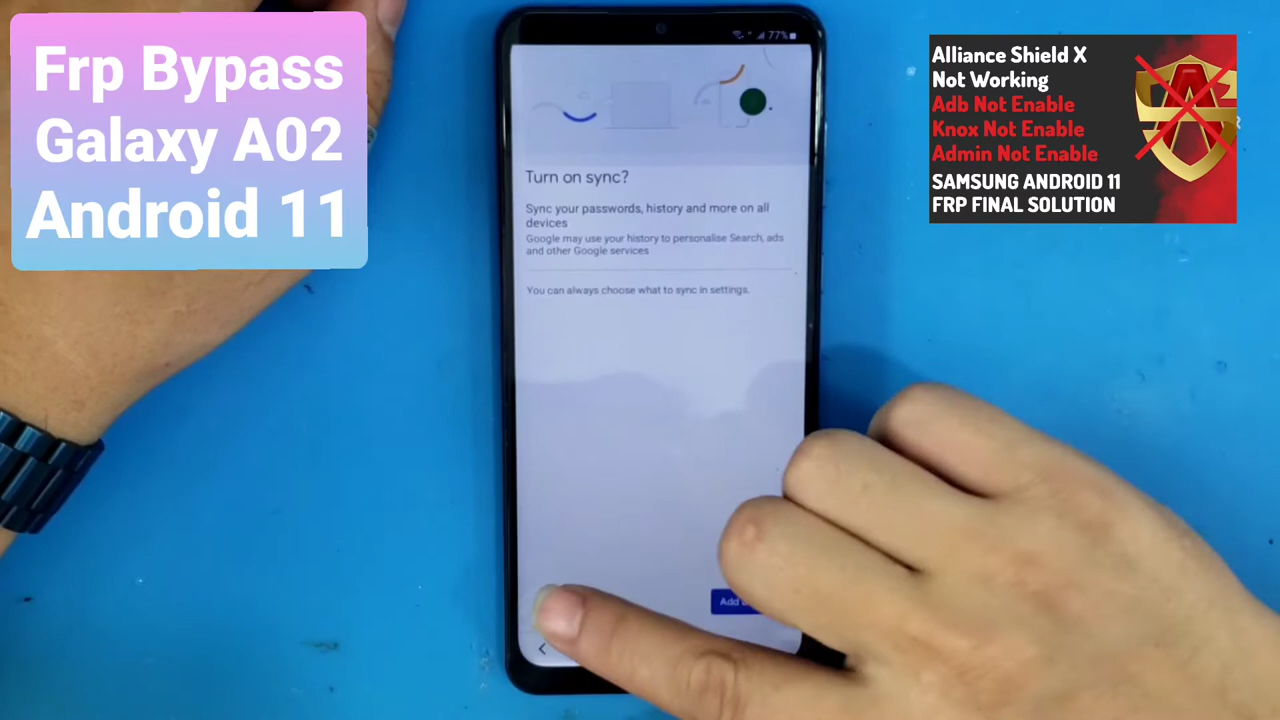 Frp Bypass
Galaxy A02
Android 11
Alliance Shield X
Not Working
Adb Not Enable
Knox Not Enable
Admin Not Enable
SAMSUNG ANDROID 11
FRP FINAL SOLUTION
77%
Turn on sync?
Sync your passwords, history and more on all
devices
Google may use your history to personalise Search, ads
and other Google services
You can always choose what to sync in settings.
Add